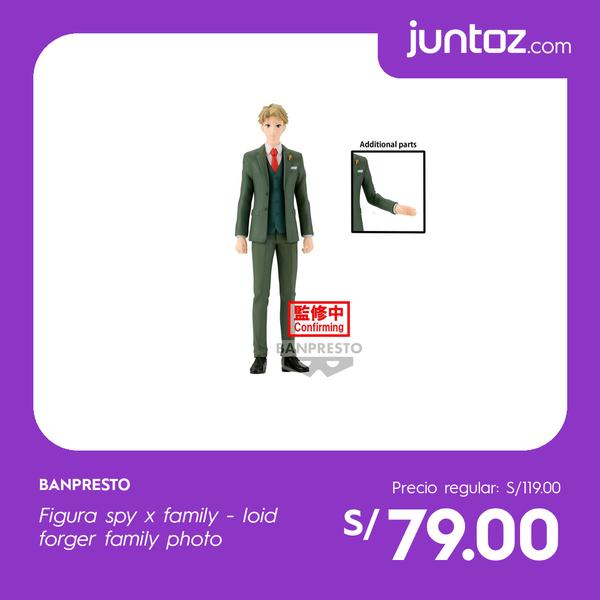 juntoz.com
Additional parts
監修中
Confirming
BANPRESTO
BANPRESTO
Figura spy x family - loid
forger family photo
Precio regular: S/119.00
S/79.00